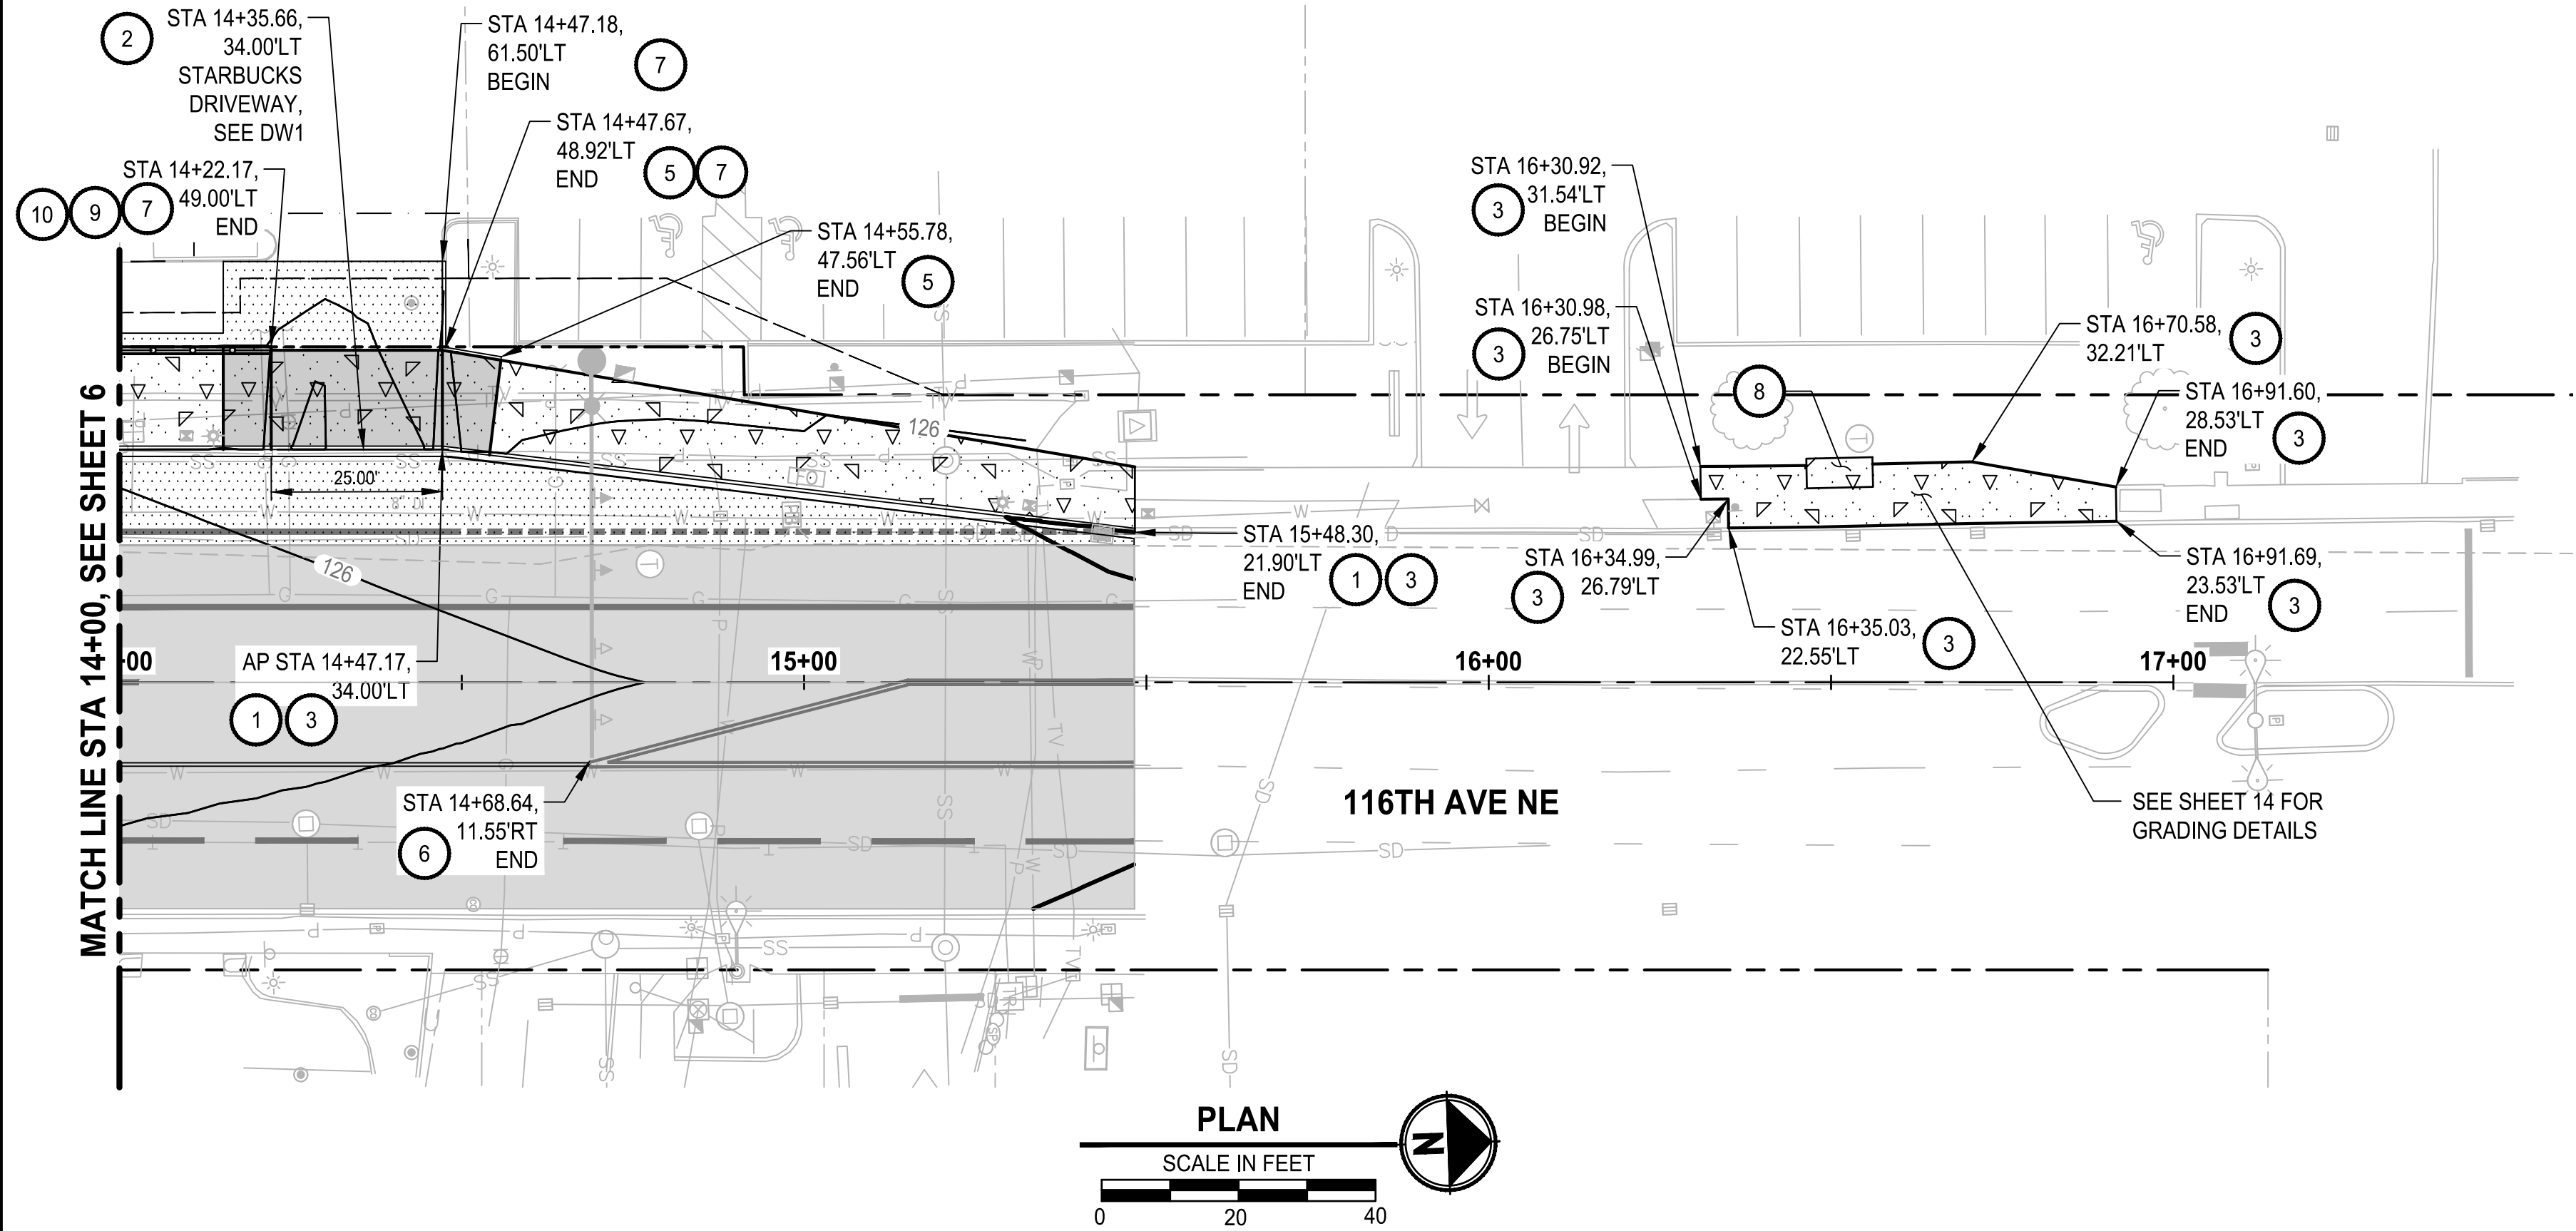 2
STA 14+35.66,
34.00'LT
STARBUCKS
DRIVEWAY,
SEE DW1
STA 14+47.18,
61.50'LT
BEGIN
7
STA 14+47.67,
48.92'LT
END
5
7
STA 14+22.17,
49.00'LT
END
10
9
7
STA 14+55.78,
47.56'LT
END
5
STA 16+30.92,
31.54'LT
BEGIN
3
STA 16+30.98,
26.75'LT
BEGIN
3
8
STA 16+70.58,
32.21'LT
3
STA 16+91.60,
28.53'LT
END
3
126
25.00'
126
STA 15+48.30,
21.90'LT
END
1
3
STA 16+34.99,
26.79'LT
3
STA 16+91.69,
23.53'LT
END
3
STA 16+35.03,
22.55'LT
3
MATCH LINE STA 14+00, SEE SHEET 6
+00
AP STA 14+47.17,
34.00'LT
1
3
15+00
16+00
17+00
STA 14+68.64,
11.55'RT
END
6
116TH AVE NE
SEE SHEET 14 FOR
GRADING DETAILS
SS
SD
G
W
TV
P
PLAN
N
SCALE IN FEET
0
20
40